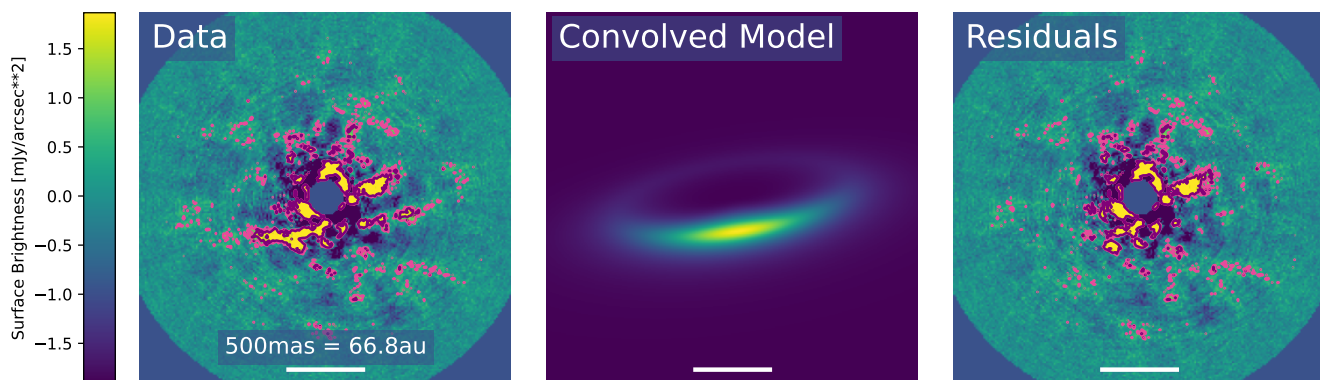 Surface Brightness [mJy/arcsec**2]
1.5
1.0
0.5
0.0
−0.5
−1.0
−1.5
Data
500mas = 66.8au
Convolved Model
Residuals